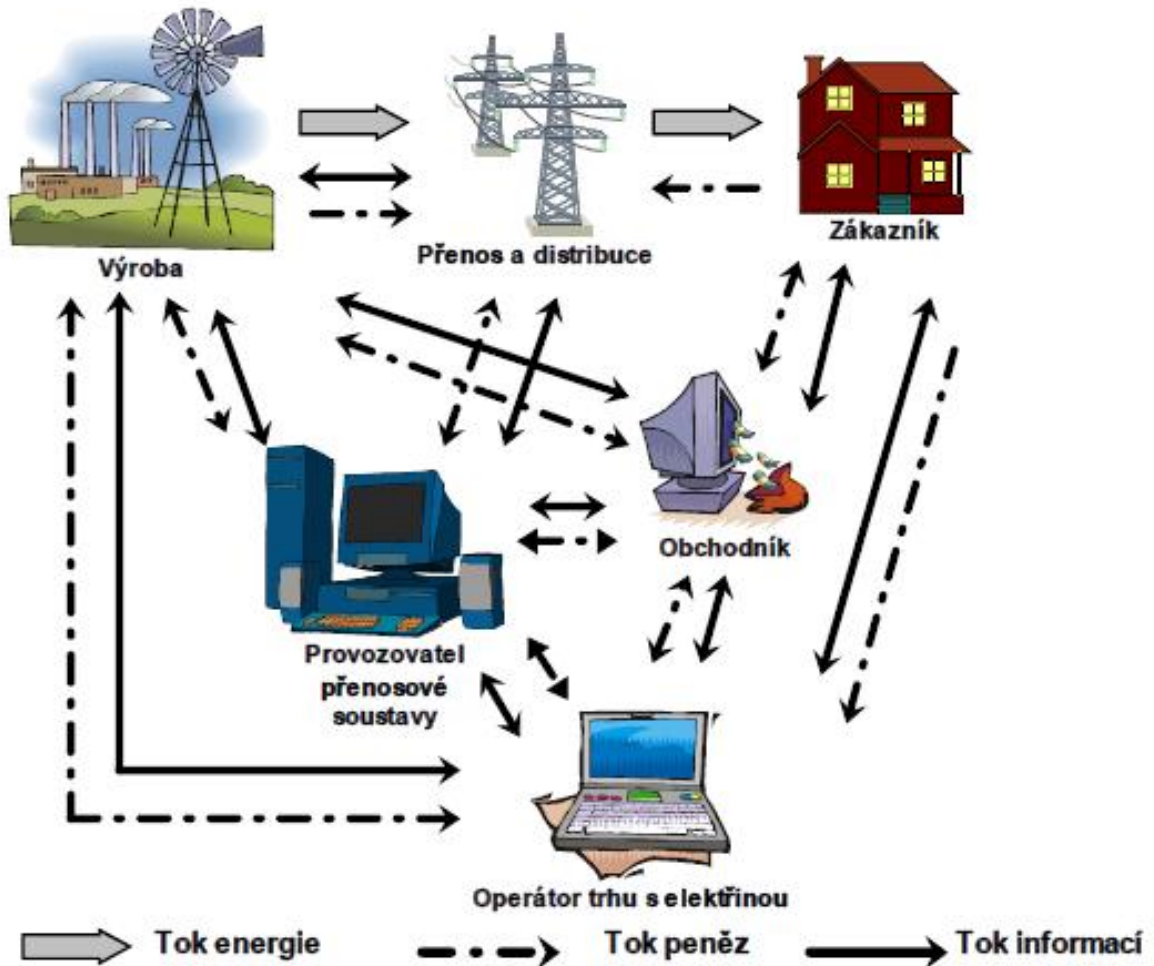 Výroba
Přenos a distribuce
Zákazník
Obchodník
Provozovatel
přenosové
soustavy
Operátor trhu s elektřinou
Tok energie
Tok peněz
Tok informací